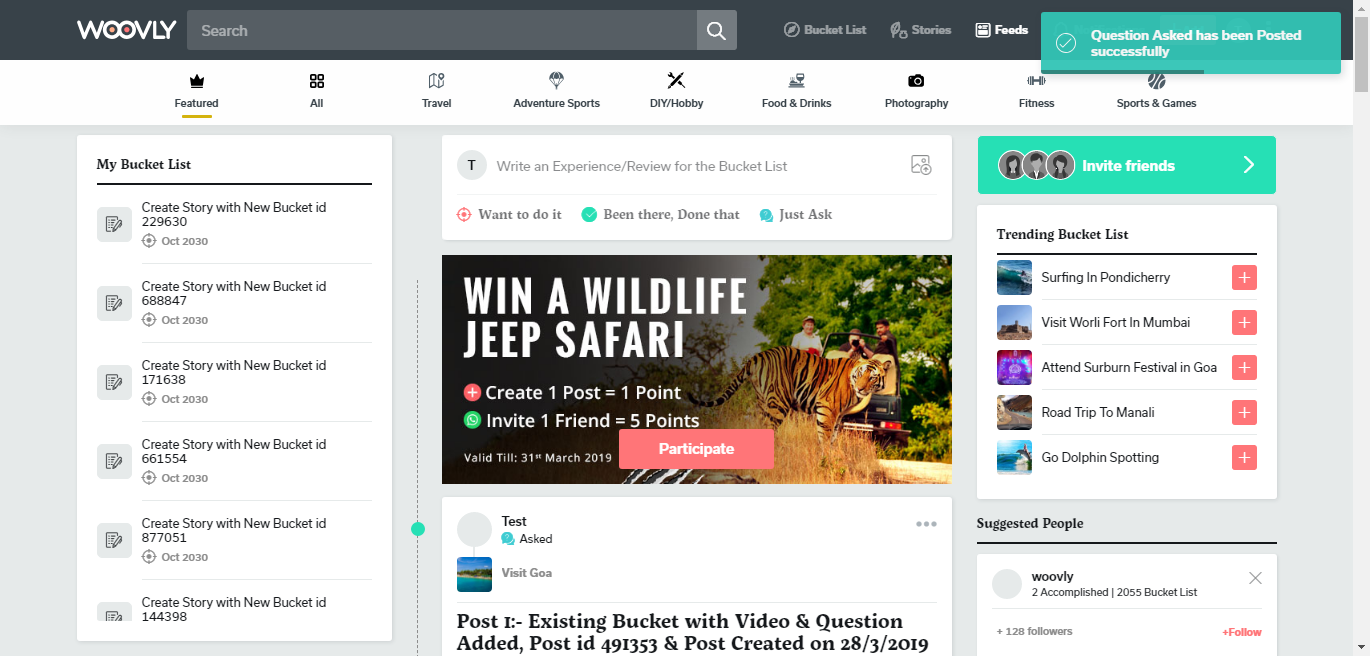 WOOVLY
Search
Bucket List
Stories
Feeds
Question Asked has been Posted
successfully
Featured
All
Travel
Adventure Sports
DIY/Hobby
Food & Drinks
Photography
Fitness
Sports & Games
My Bucket List
Create Story with New Bucket id
229630
Oct 2030
Create Story with New Bucket id
688847
Oct 2030
Create Story with New Bucket id
171638
Oct 2030
Create Story with New Bucket id
661554
Oct 2030
Create Story with New Bucket id
877051
Oct 2030
Create Story with New Bucket id
144398
T
Write an Experience/Review for the Bucket List
Want to do it
Been there, Done that
Just Ask
WIN A WILDLIFE
JEEP SAFARI
Create 1 Post = 1 Point
Invite 1 Friend = 5 Points
Valid Till: 31st March 2019
Participate
Test
Asked
Visit Goa
Post 1:- Existing Bucket with Video & Question
Added, Post id 491353 & Post Created on 28/3/2019
Invite friends
Trending Bucket List
Surfing In Pondicherry
Visit Worli Fort In Mumbai
Attend Surburn Festival in Goa
Road Trip To Manali
Go Dolphin Spotting
Suggested People
woovly
2 Accomplished | 2055 Bucket List
+ 128 followers
+Follow